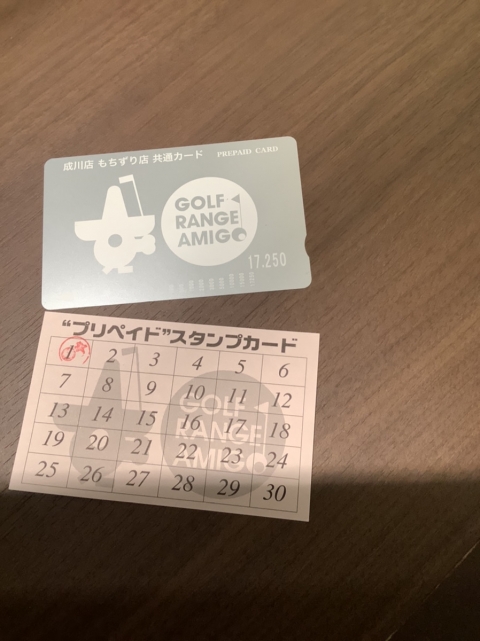 成川店 もちずり店 共通カード PREPAID CARD
GOLF
RANGE
AMIGO
17.250
“プリペイド”スタンプカード
1 2 3 4 5 6
7 8 9 10 11 12
13 14 15 16 17 18
19 20 21 22 23 24
25 26 27 28 29 30
GOLF
RANGE
AMIGO